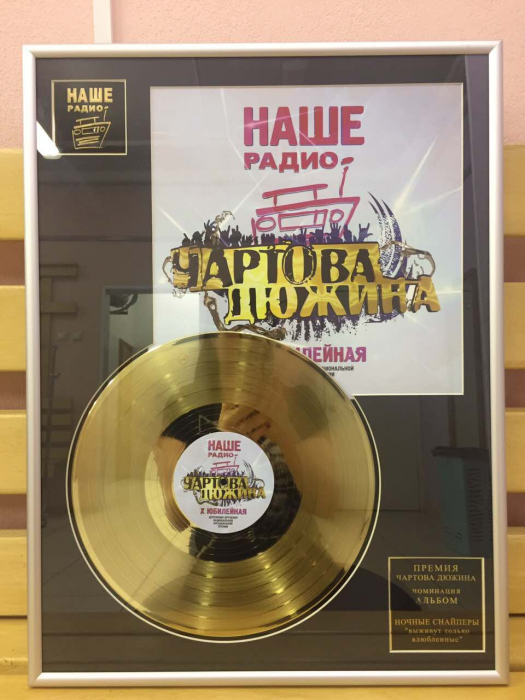 НАШЕ
РАДИО
НАШЕ
РАДИО
ЧАРТОВА
ДЮЖИНА
ЛЕЙНАЯ
НАШЕ
РАДИО
ЧАРТОВА
ДЮЖИНА
X ЮБИЛЕЙНАЯ
ПРЕМИЯ
ЧАРТОВА ДЮЖИНА
НОМИНАЦИЯ
АЛЬБОМ
НОЧНЫЕ СНАЙПЕРЫ
"выживут только
влюбленные"